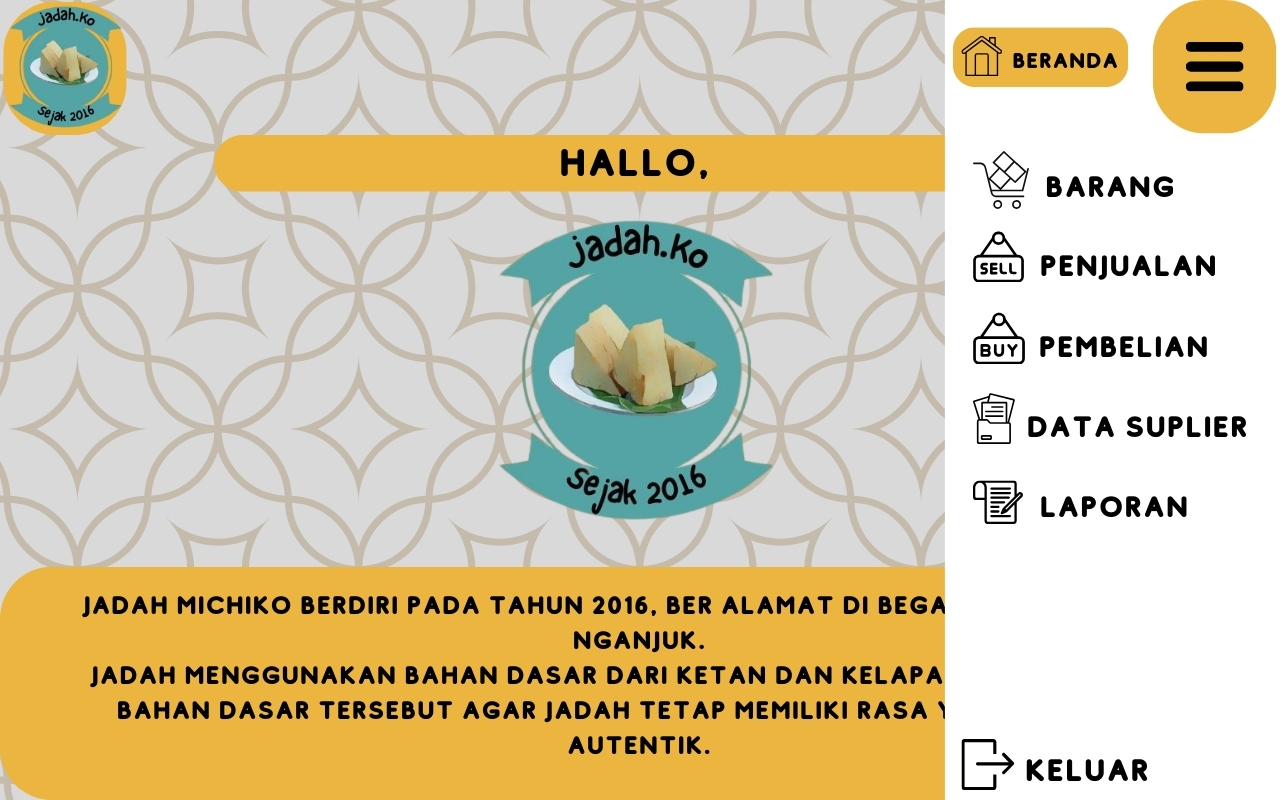 jadah.ko
Sejak 2016
BERANDA
HALLO,
jadah.ko
Sejak 2016
BARANG
SELL
PENJUALAN
BUY
PEMBELIAN
DATA SUPLIER
LAPORAN
JADAH MICHIKO BERDIRI PADA TAHUN 2016, BER ALAMAT DI
NGANJUK.
JADAH MENGGUNAKAN BAHAN DASAR DARI KETAN DAN KELAPA
BAHAN DASAR TERSEBUT AGAR JADAH TETAP MEMILIKI RASA
AUTENTIK.
KELUAR